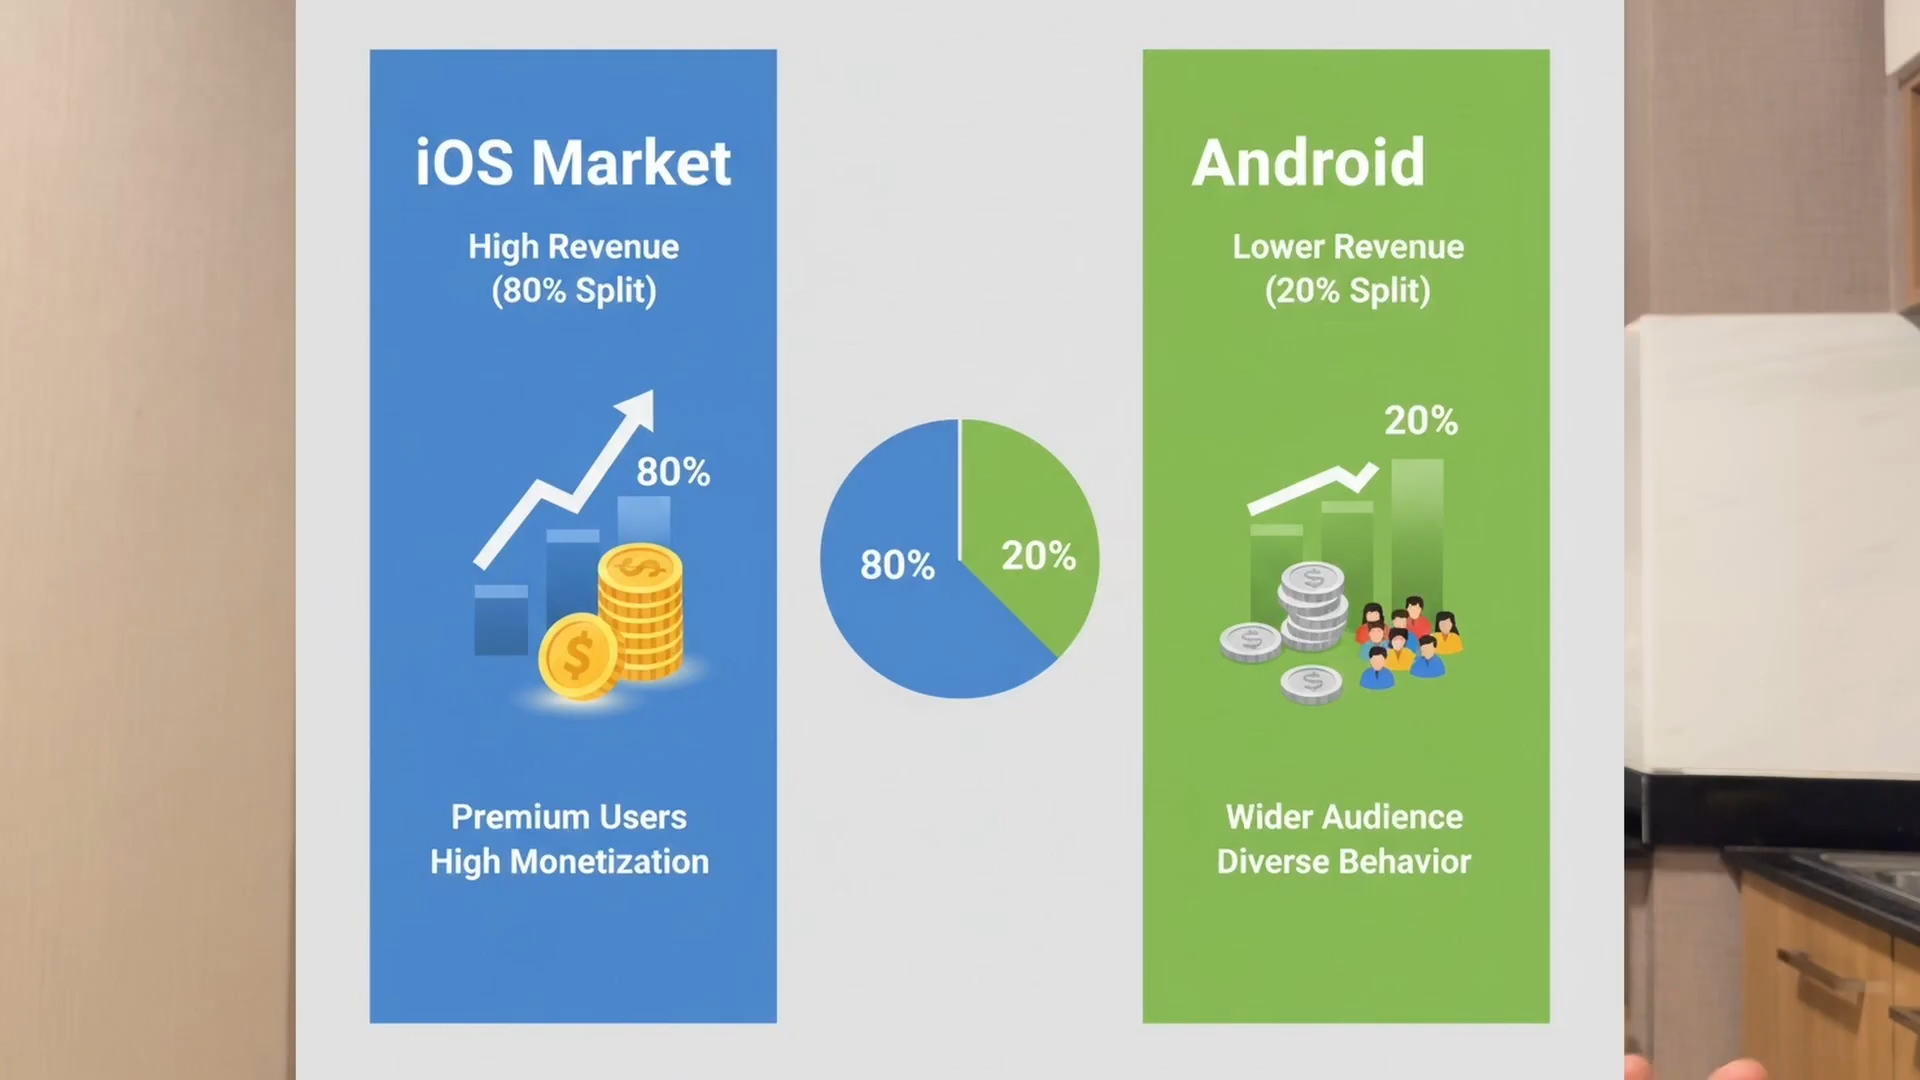 iOS Market
High Revenue
(80% Split)
80%
Premium Users
High Monetization
80%
20%
Android
Lower Revenue
(20% Split)
20%
Wider Audience
Diverse Behavior